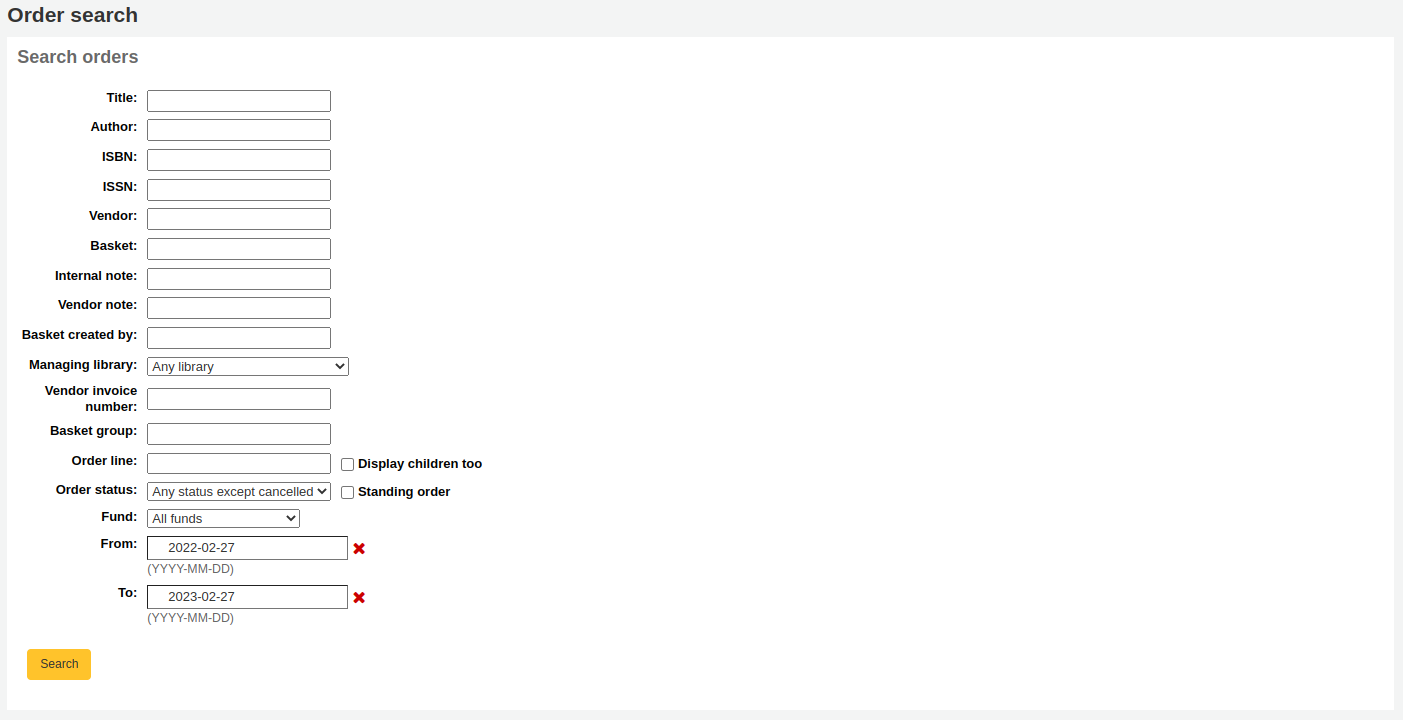 Order search
Search orders
Title:
Author:
ISBN:
ISSN:
Vendor:
Basket:
Internal note:
Vendor note:
Basket created by:
Managing library: Any library
Vendor invoice
number:
Basket group:
Order line: Display children too
Order status: Any status except cancelled Standing order
Fund: All funds
From: 2022-02-27
(YYYY-MM-DD)
To: 2023-02-27
(YYYY-MM-DD)
Search